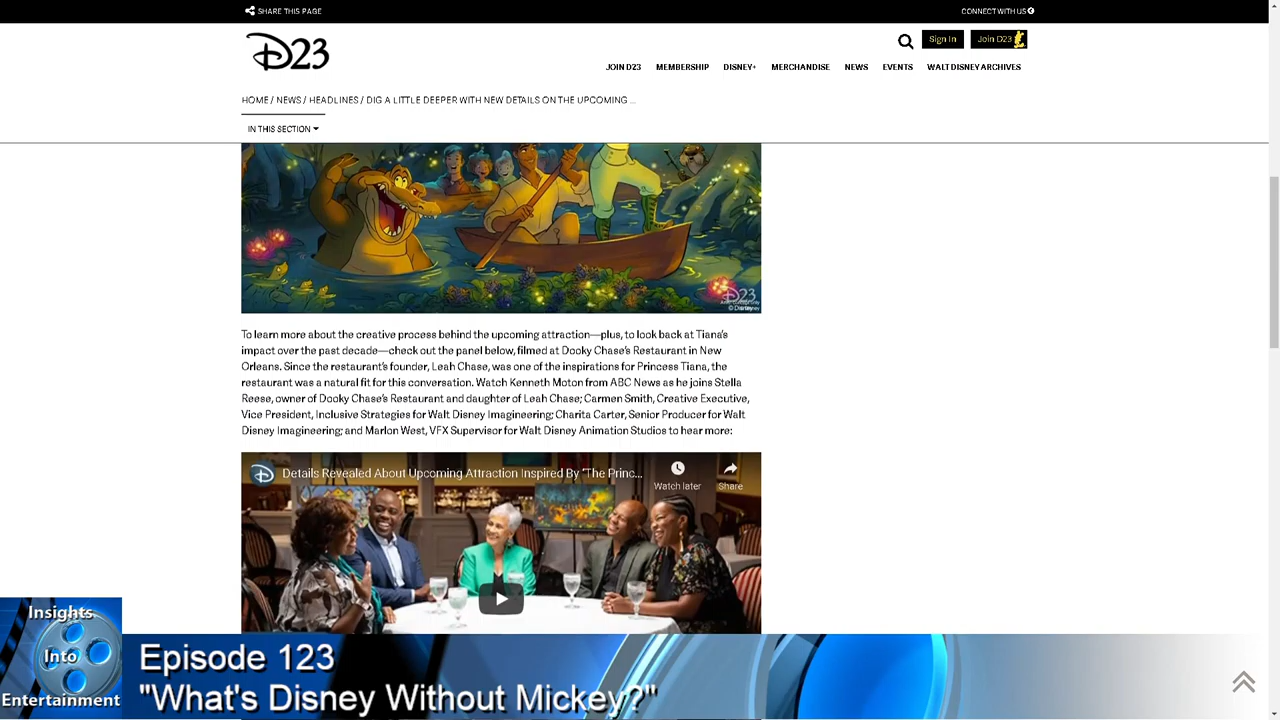 SHARE THIS PAGE
CONNECT WITH US
D23
Sign In
Join D23
JOIN D23 MEMBERSHIP DISNEY+ MERCHANDISE NEWS EVENTS WALT DISNEY ARCHIVES
HOME / NEWS / HEADLINES / DIG A LITTLE DEEPER WITH NEW DETAILS ON THE UPCOMING ...
IN THIS SECTION
D23
© Disney
To learn more about the creative process behind the upcoming attraction—plus, to look back at Tiana's
impact over the past decade—check out the panel below, filmed at Dooky Chase's Restaurant in New
Orleans. Since the restaurant's founder, Leah Chase, was one of the inspirations for Princess Tiana, the
restaurant was a natural fit for this conversation. Watch Kenneth Moton from ABC News as he joins Stella
Reese, owner of Dooky Chase's Restaurant and daughter of Leah Chase; Carmen Smith, Creative Executive,
Vice President, Inclusive Strategies for Walt Disney Imagineering; Charita Carter, Senior Producer for Walt
Disney Imagineering; and Marlon West, VFX Supervisor for Walt Disney Animation Studios to hear more:
D
Details Revealed About Upcoming Attraction Inspired By 'The Princ...
Watch later
Share
Insights
Into
Entertainment
Episode 123
"What's Disney Without Mickey?"